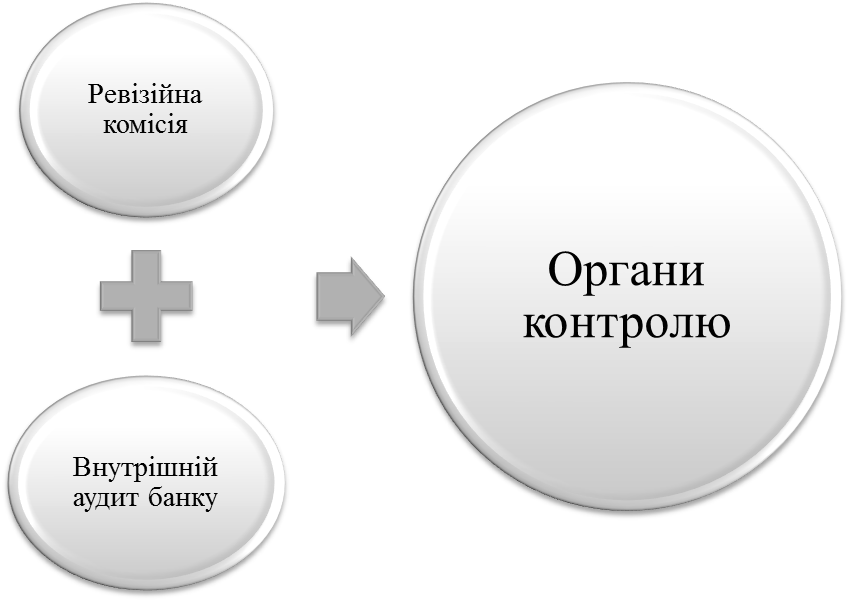 Ревізійна
комісія
Внутрішній
аудит банку
Органи
контролю